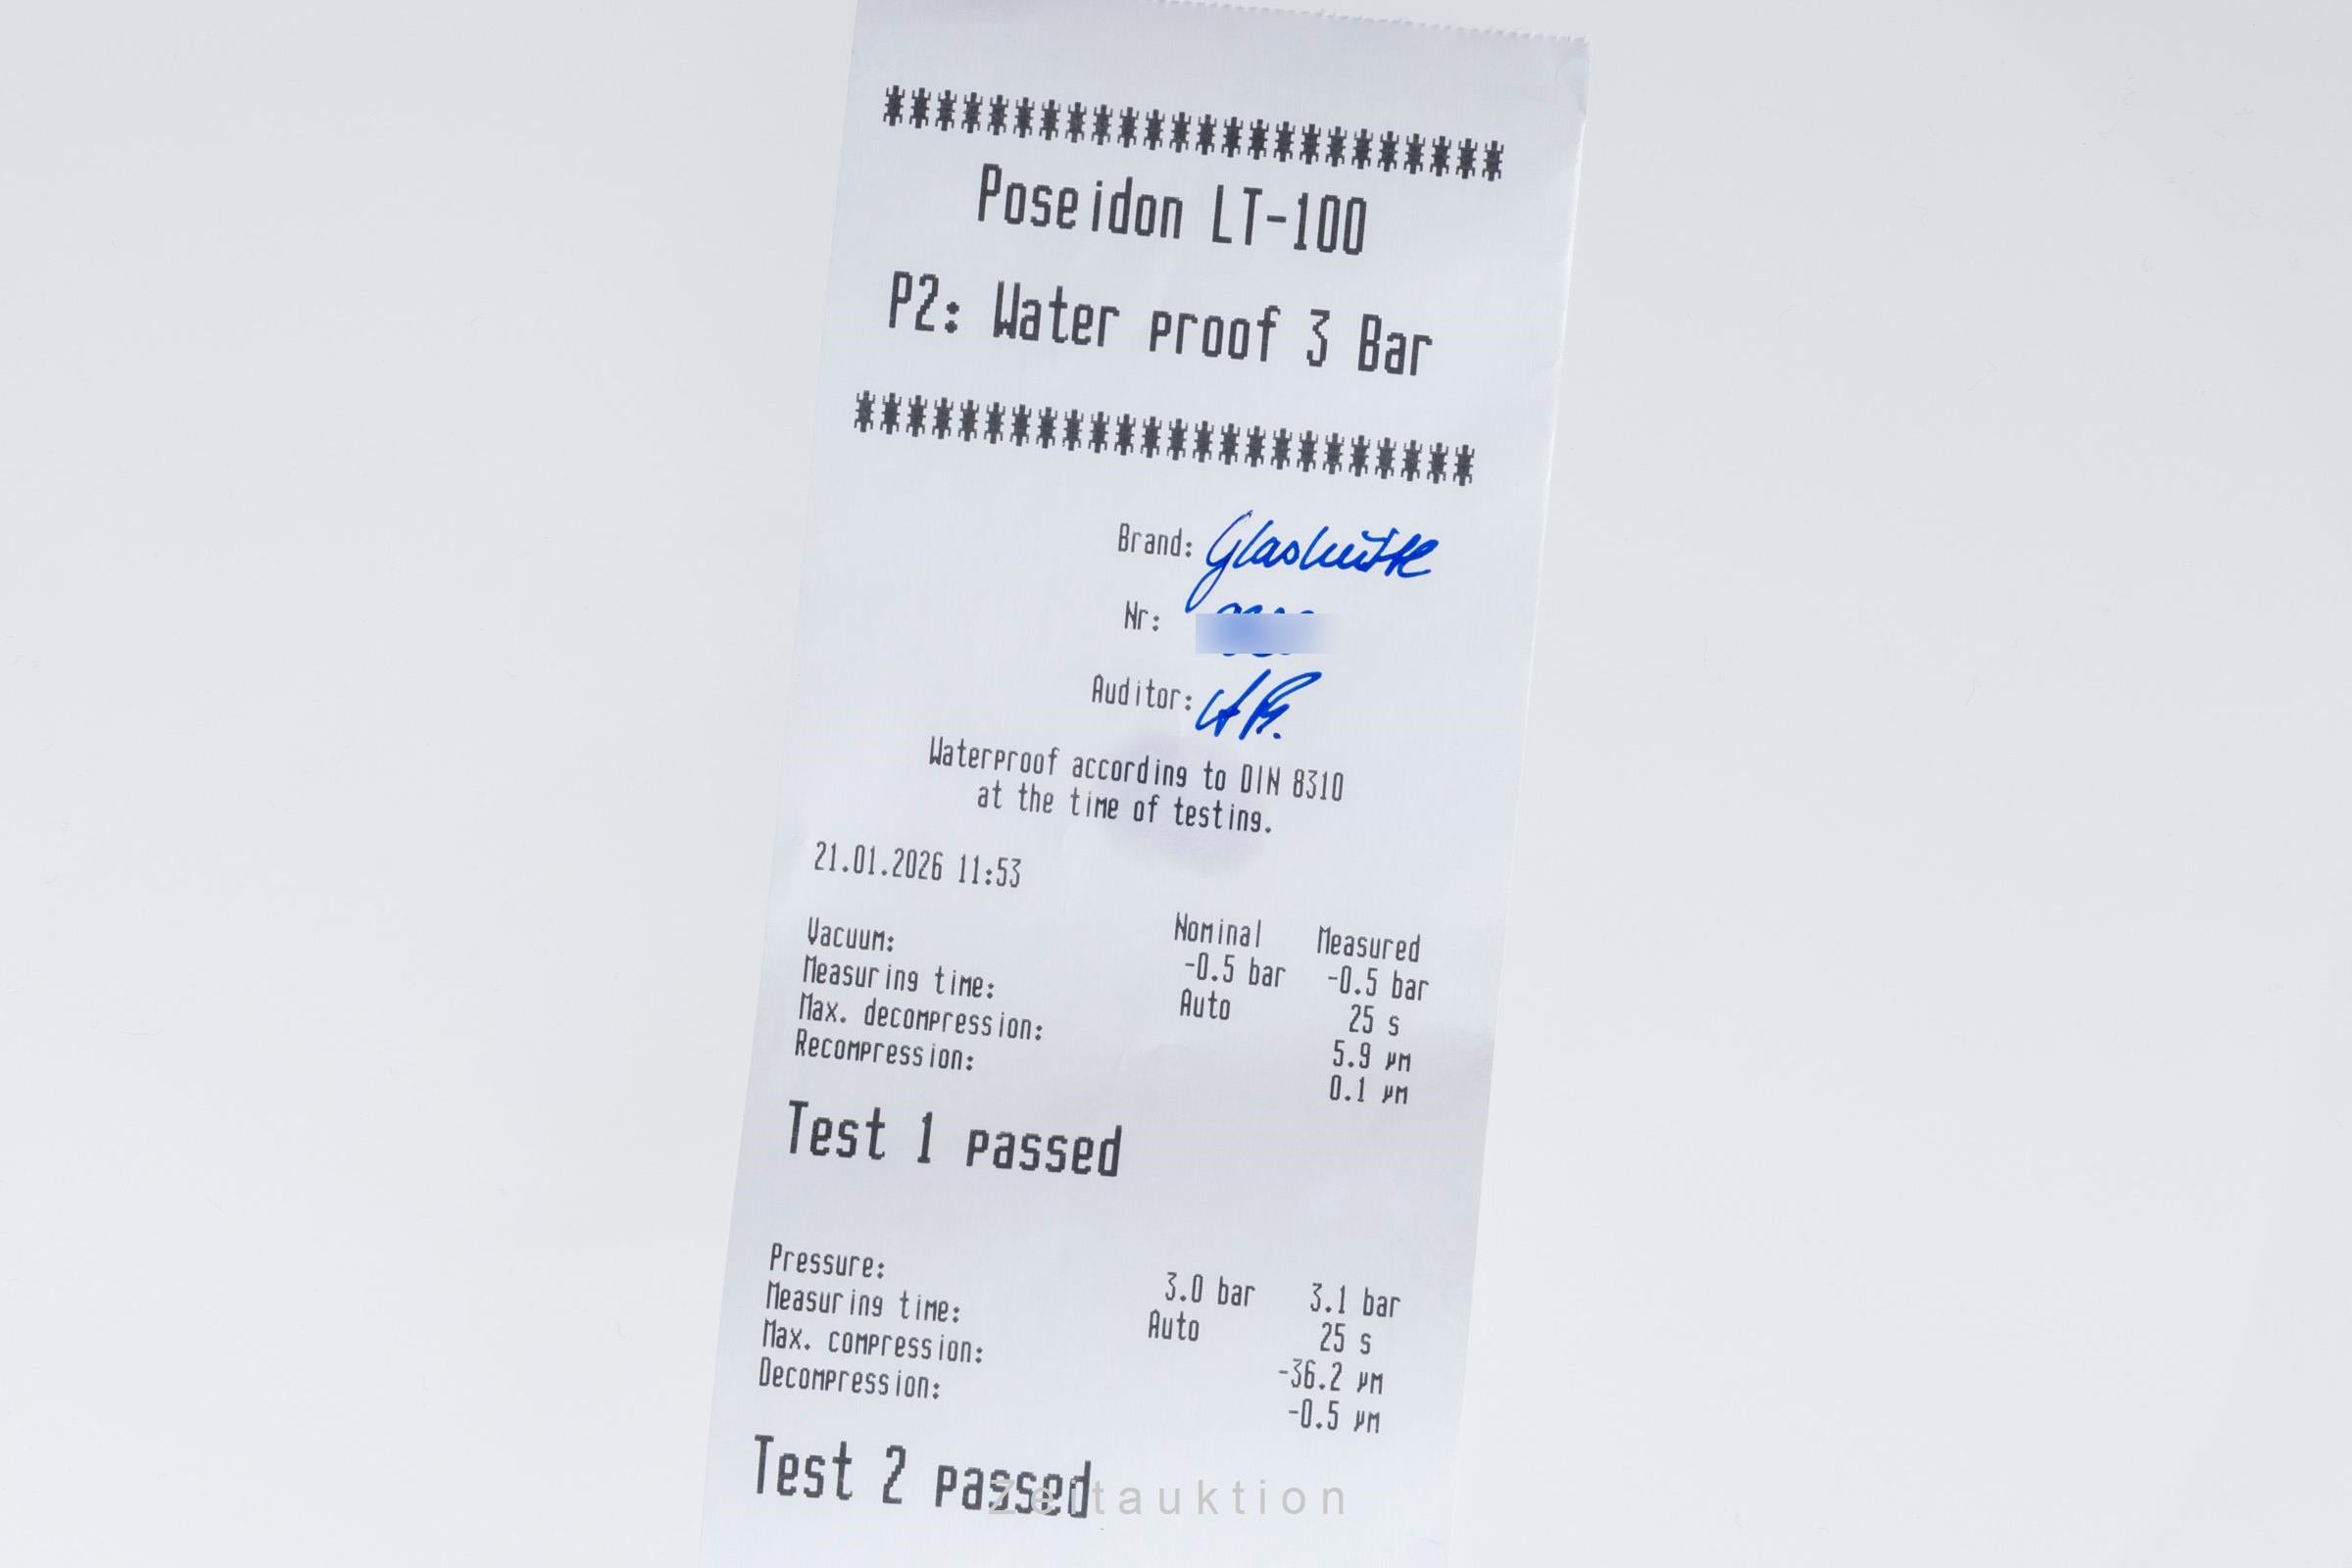 ************************
Poseidon LT-100
P2: Water proof 3 Bar
************************
Brand: Glashütte
Nr:
Auditor:
Waterproof according to DIN 8310
at the time of testing.
21.01.2026 11:53
Nominal Measured
Vacuum: -0.5 bar -0.5 bar
Measuring time: Auto 25 s
Max. decompression: 5.9 µm
Recompression: 0.1 µm
Test 1 passed
Pressure: 3.0 bar 3.1 bar
Measuring time: Auto 25 s
Max. compression: -36.2 µm
Decompression: -0.5 µm
Test 2 passed
Zeitauktion